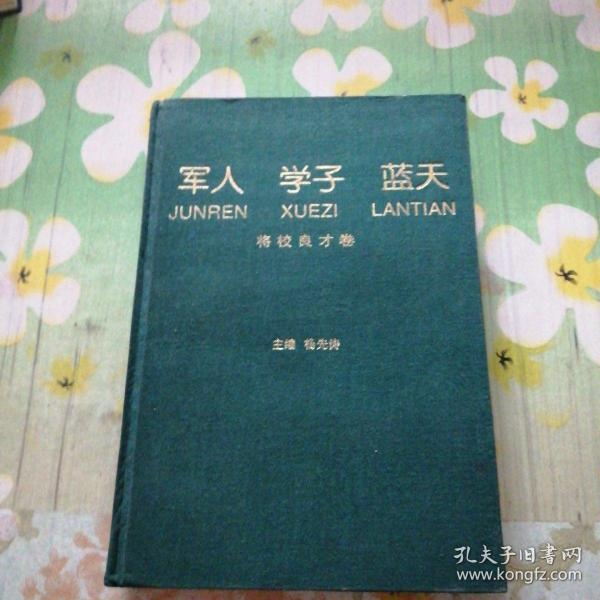 军人 学子 蓝天
JUNREN XUEZI LANTIAN
将校良才卷
主编 杨先涛
孔夫子旧书网
www.kongfz.com